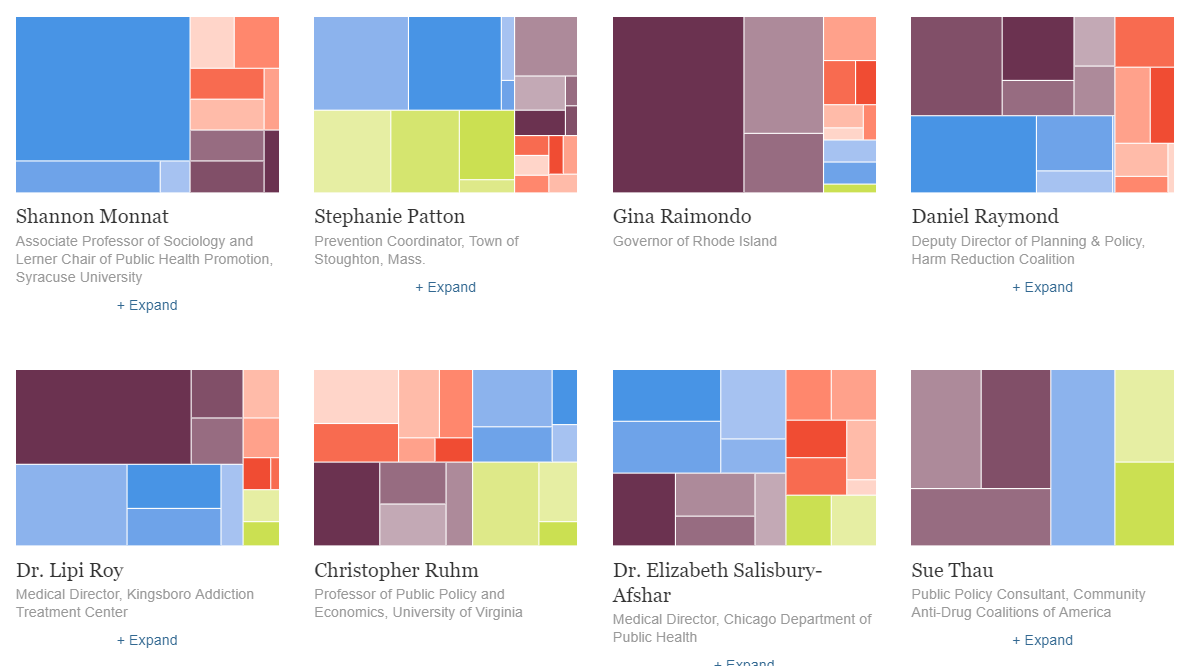 Shannon Monnat
Associate Professor of Sociology and
Lerner Chair of Public Health Promotion,
Syracuse University
+ Expand
Stephanie Patton
Prevention Coordinator, Town of
Stoughton, Mass.
+ Expand
Gina Raimondo
Governor of Rhode Island
Daniel Raymond
Deputy Director of Planning & Policy,
Harm Reduction Coalition
+ Expand
Dr. Lipi Roy
Medical Director, Kingsboro Addiction
Treatment Center
+ Expand
Christopher Ruhm
Professor of Public Policy and
Economics, University of Virginia
+ Expand
Dr. Elizabeth Salisbury-
Afshar
Medical Director, Chicago Department of
Public Health
+ Expand
Sue Thau
Public Policy Consultant, Community
Anti-Drug Coalitions of America
+ Expand